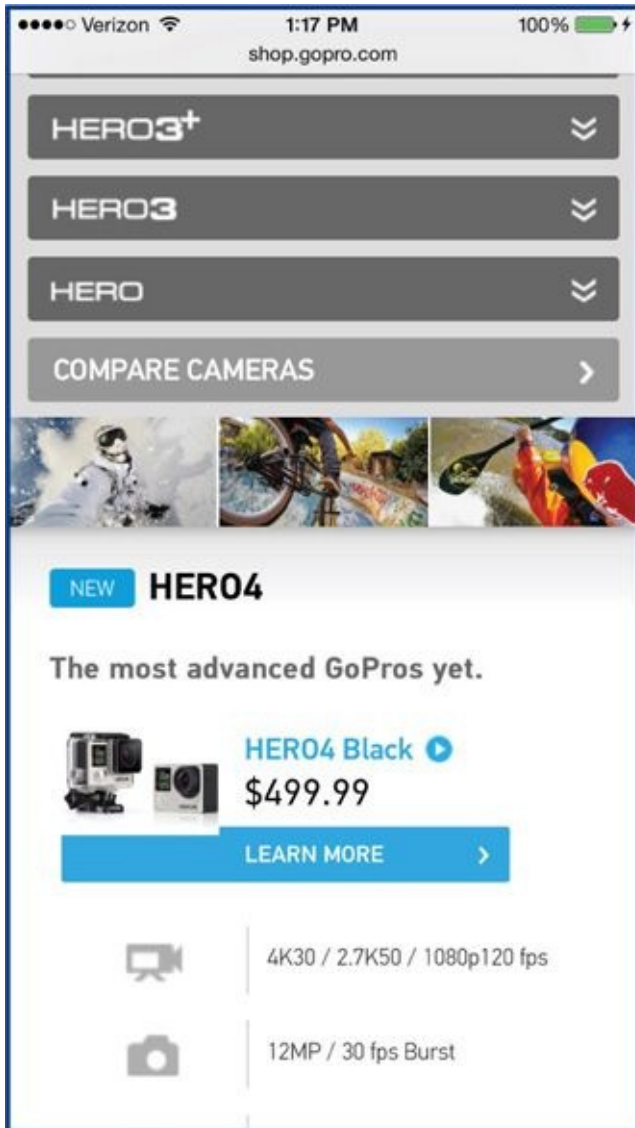 Verizon 1:17 PM 100%
shop.gopro.com
HERO3+
HERO3
HERO
COMPARE CAMERAS
NEW HERO4
The most advanced GoPros yet.
HERO4 Black
$499.99
LEARN MORE
4K30 / 2.7K50 / 1080p120 fps
12MP / 30 fps Burst